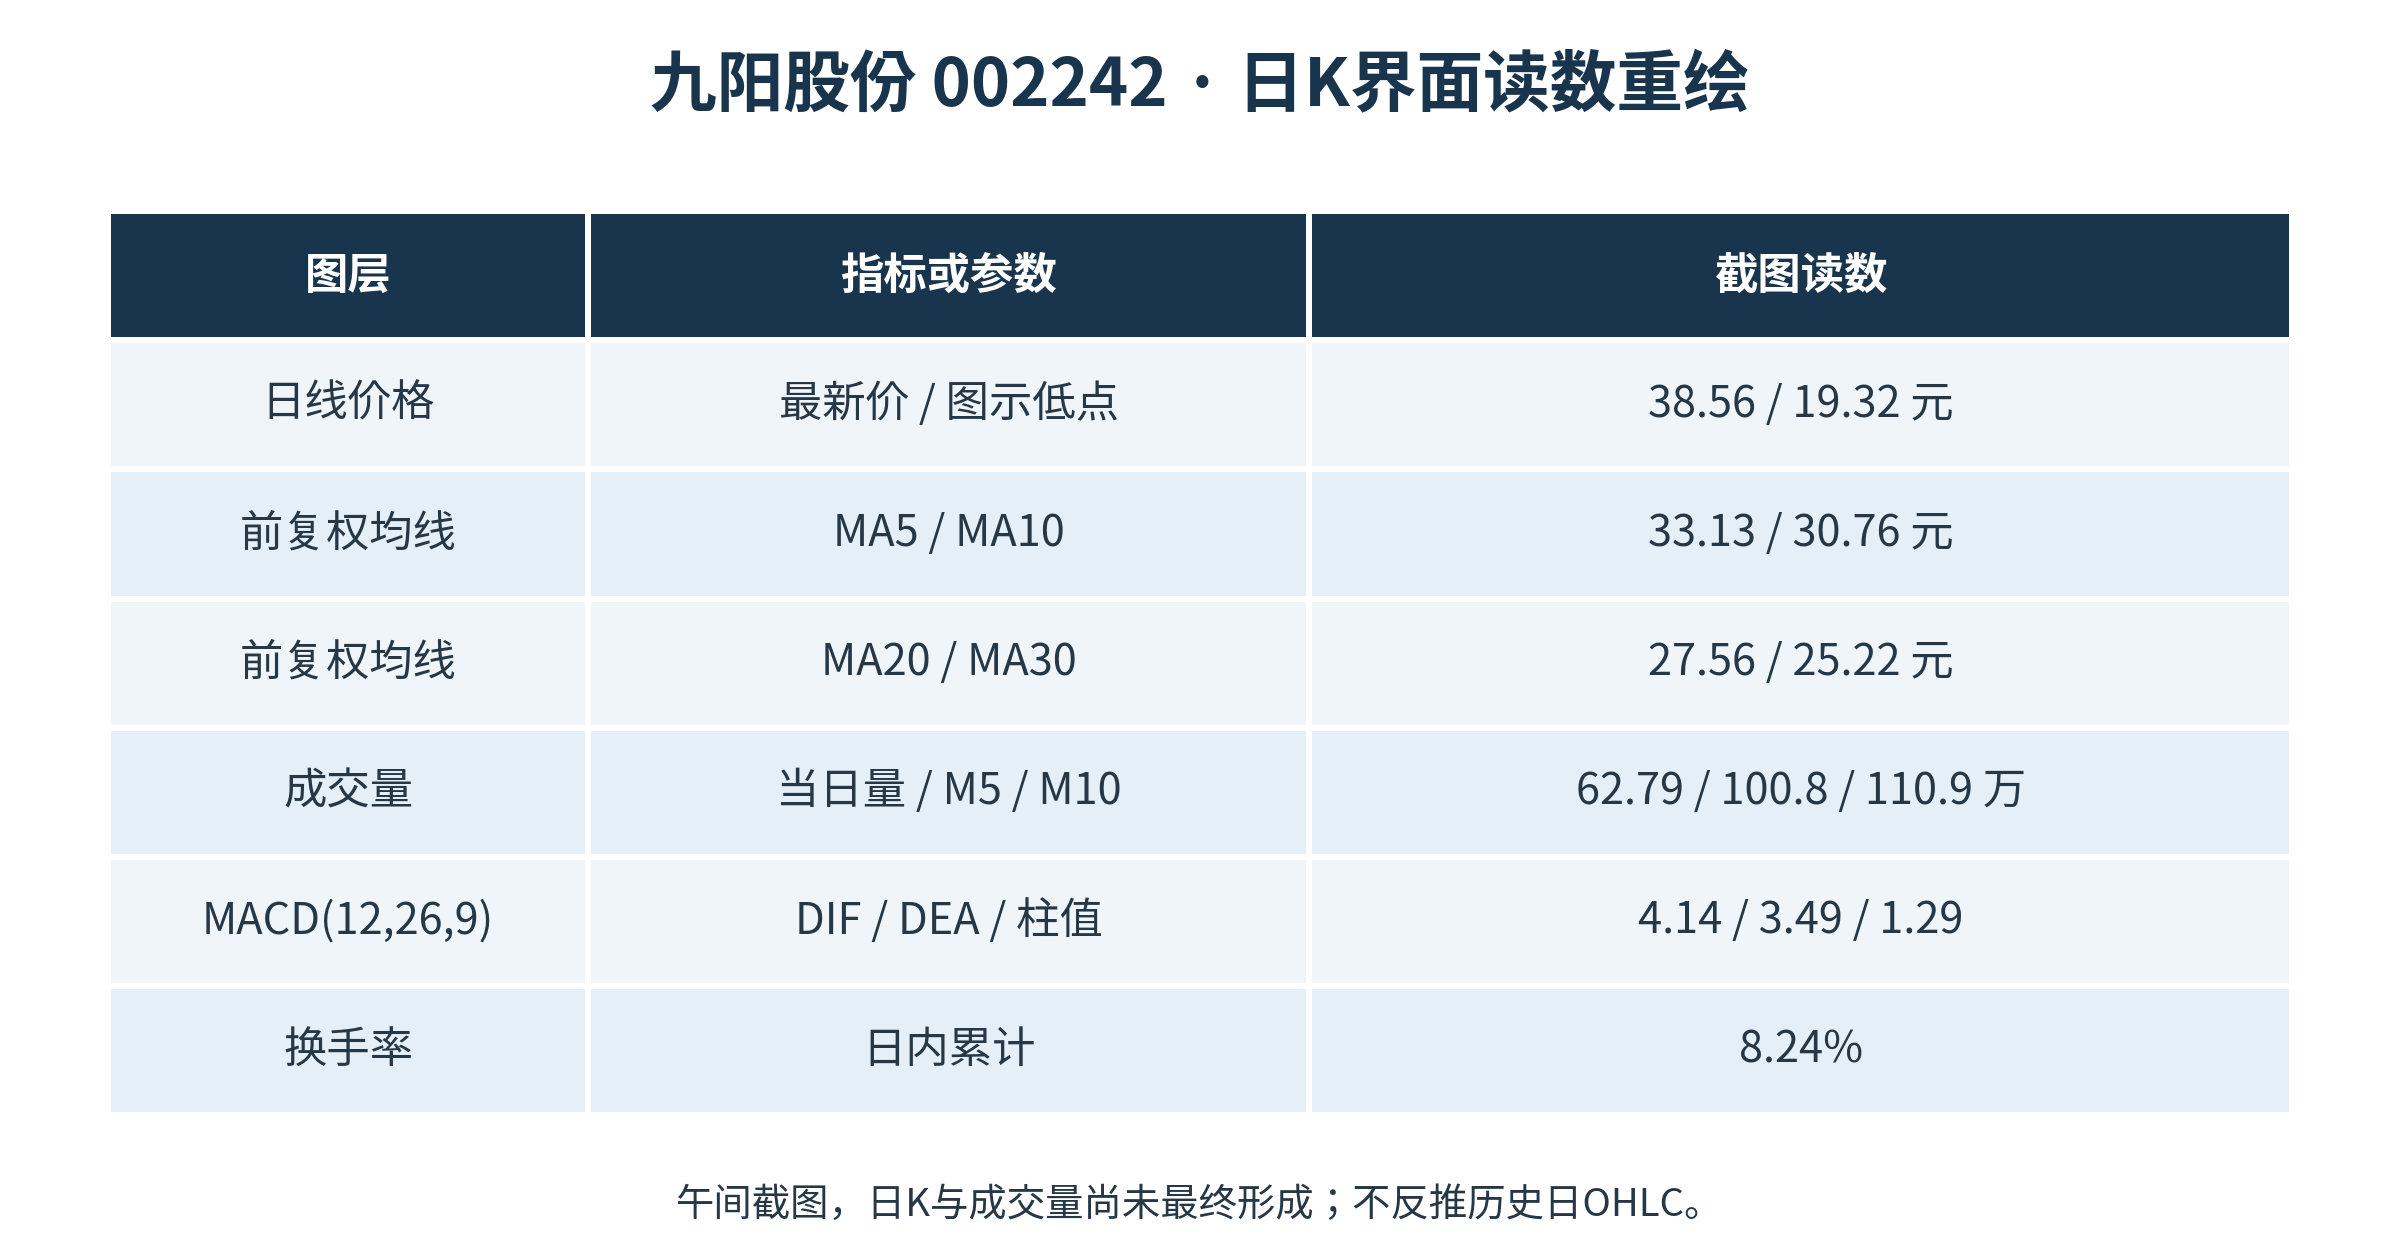 九阳股份 002242 · 日K界面读数重绘
图层 指标或参数 截图读数
日线价格 最新价 / 图示低点 38.56 / 19.32 元
前复权均线 MA5 / MA10 33.13 / 30.76 元
前复权均线 MA20 / MA30 27.56 / 25.22 元
成交量 当日量 / M5 / M10 62.79 / 100.8 / 110.9 万
MACD(12,26,9) DIF / DEA / 柱值 4.14 / 3.49 / 1.29
换手率 日内累计 8.24%
午间截图，日K与成交量尚未最终形成；不反推历史日OHLC。